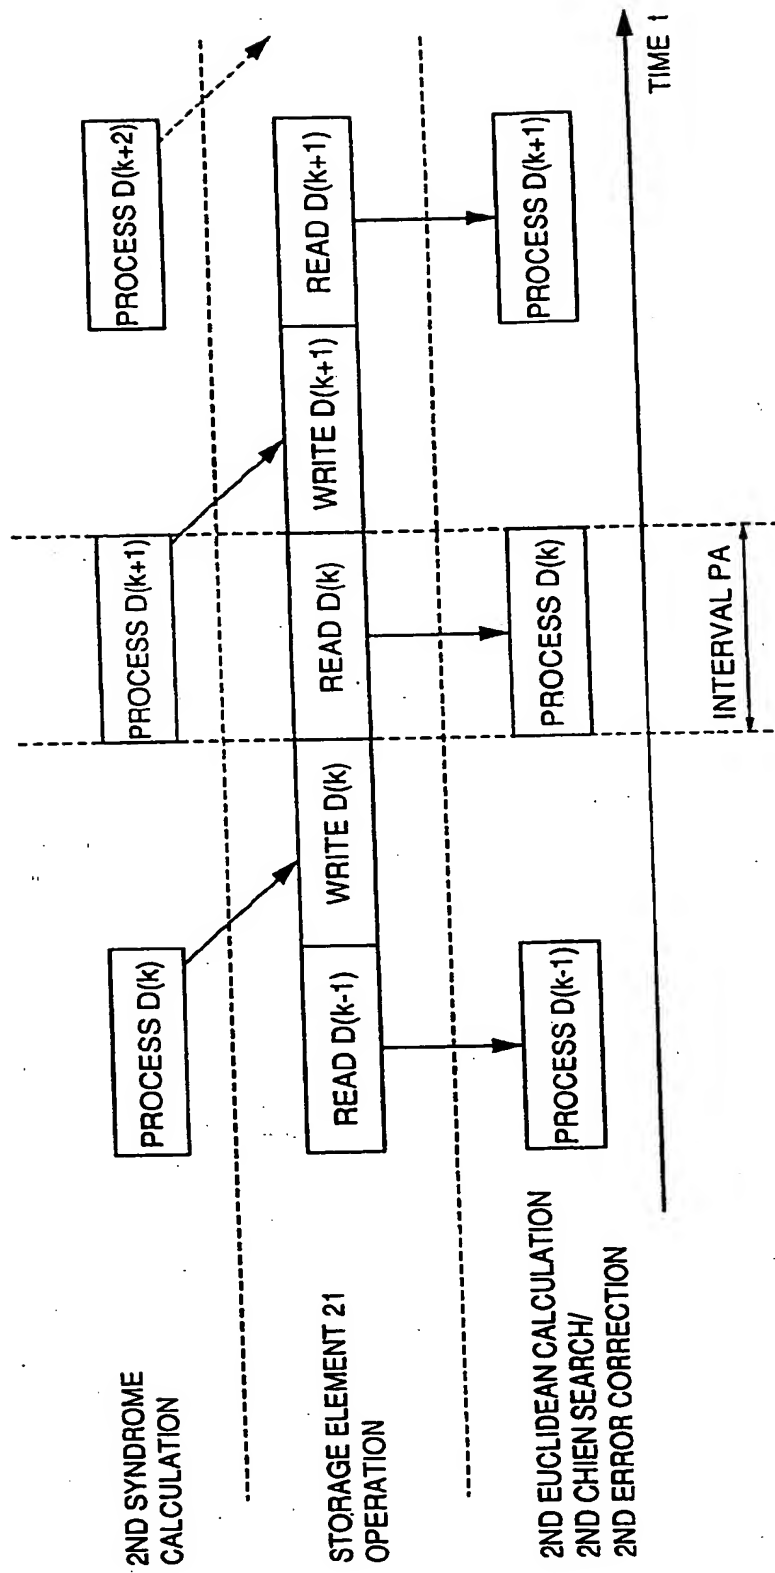 2ND SYNDROME
CALCULATION
PROCESS D(k)
PROCESS D(k+1)
PROCESS D(k+2)
STORAGE ELEMENT 21
OPERATION
READ D(k-1)
WRITE D(k)
READ D(k)
WRITE D(k+1)
READ D(k+1)
2ND EUCLIDEAN CALCULATION
2ND CHIEN SEARCH/
2ND ERROR CORRECTION
PROCESS D(k-1)
PROCESS D(k)
PROCESS D(k+1)
TIME t
INTERVAL PA